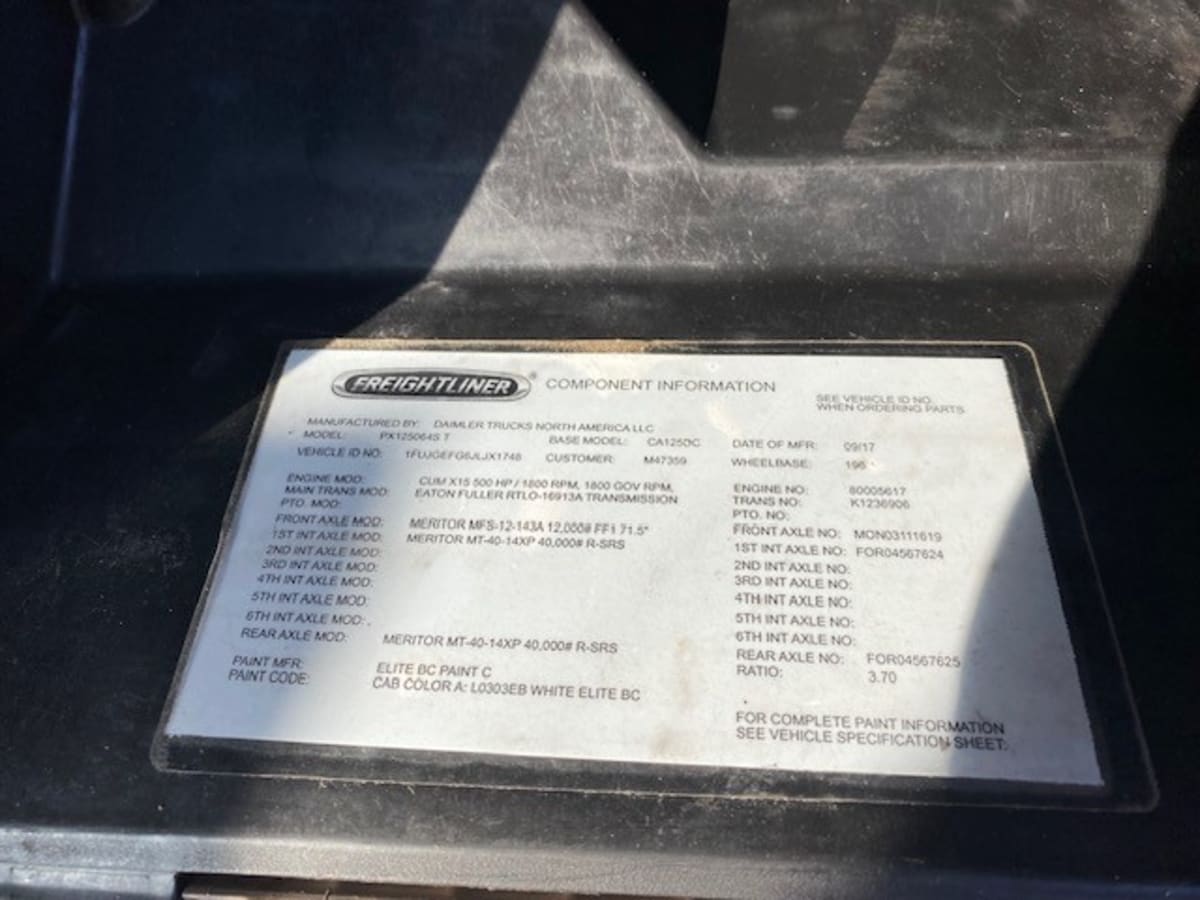 FREIGHTLINER® COMPONENT INFORMATION
SEE VEHICLE ID NO.
WHEN ORDERING PARTS
MANUFACTURED BY: DAIMLER TRUCKS NORTH AMERICA LLC
MODEL: PX125064S T BASE MODEL: CA125DC DATE OF MFR: 09/17
VEHICLE ID NO: 1FUJGEFG6JLJX1748 CUSTOMER: M47359 WHEELBASE: 196
ENGINE MOD: CUM X15 500 HP / 1800 RPM, 1800 GOV RPM, ENGINE NO: 80005617
MAIN TRANS MOD: EATON FULLER RTLO-16913A TRANSMISSION TRANS NO: K1236906
PTO. MOD: PTO. NO:
FRONT AXLE MOD: MERITOR MFS-12-143A 12,000# FF1 71.5" FRONT AXLE NO: MON03111619
1ST INT AXLE MOD: MERITOR MT-40-14XP 40,000# R-SRS 1ST INT AXLE NO: FOR04567624
2ND INT AXLE MOD: 2ND INT AXLE NO:
3RD INT AXLE MOD: 3RD INT AXLE NO:
4TH INT AXLE MOD: 4TH INT AXLE NO:
5TH INT AXLE MOD: 5TH INT AXLE NO:
6TH INT AXLE MOD: 6TH INT AXLE NO:
REAR AXLE MOD: MERITOR MT-40-14XP 40,000# R-SRS REAR AXLE NO: FOR04567625
RATIO: 3.70
PAINT MFR: ELITE BC PAINT C
PAINT CODE: CAB COLOR A: L0303EB WHITE ELITE BC
FOR COMPLETE PAINT INFORMATION
SEE VEHICLE SPECIFICATION SHEET.